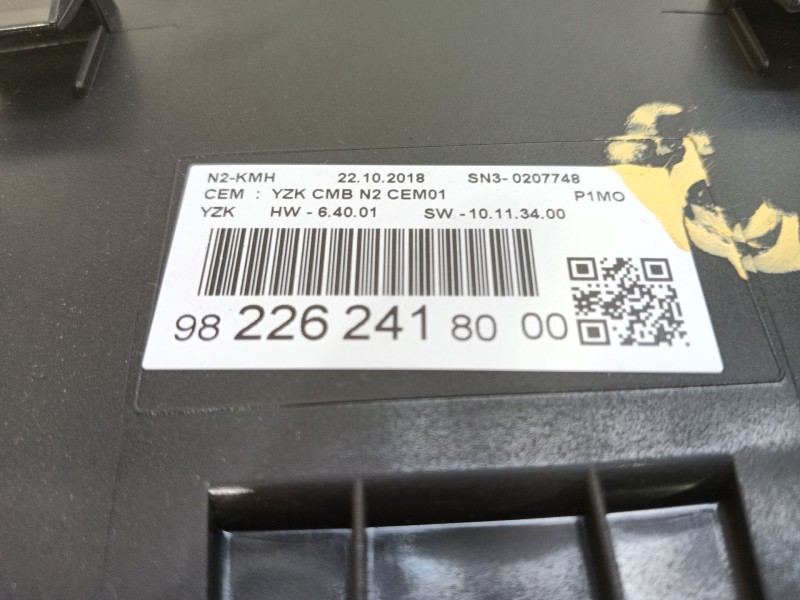 N2-KMH 22.10.2018 SN3- 0207748
CEM : YZK CMB N2 CEM01 P1MO
YZK HW - 6.40.01 SW - 10.11.34.00
98 226 241 80 00